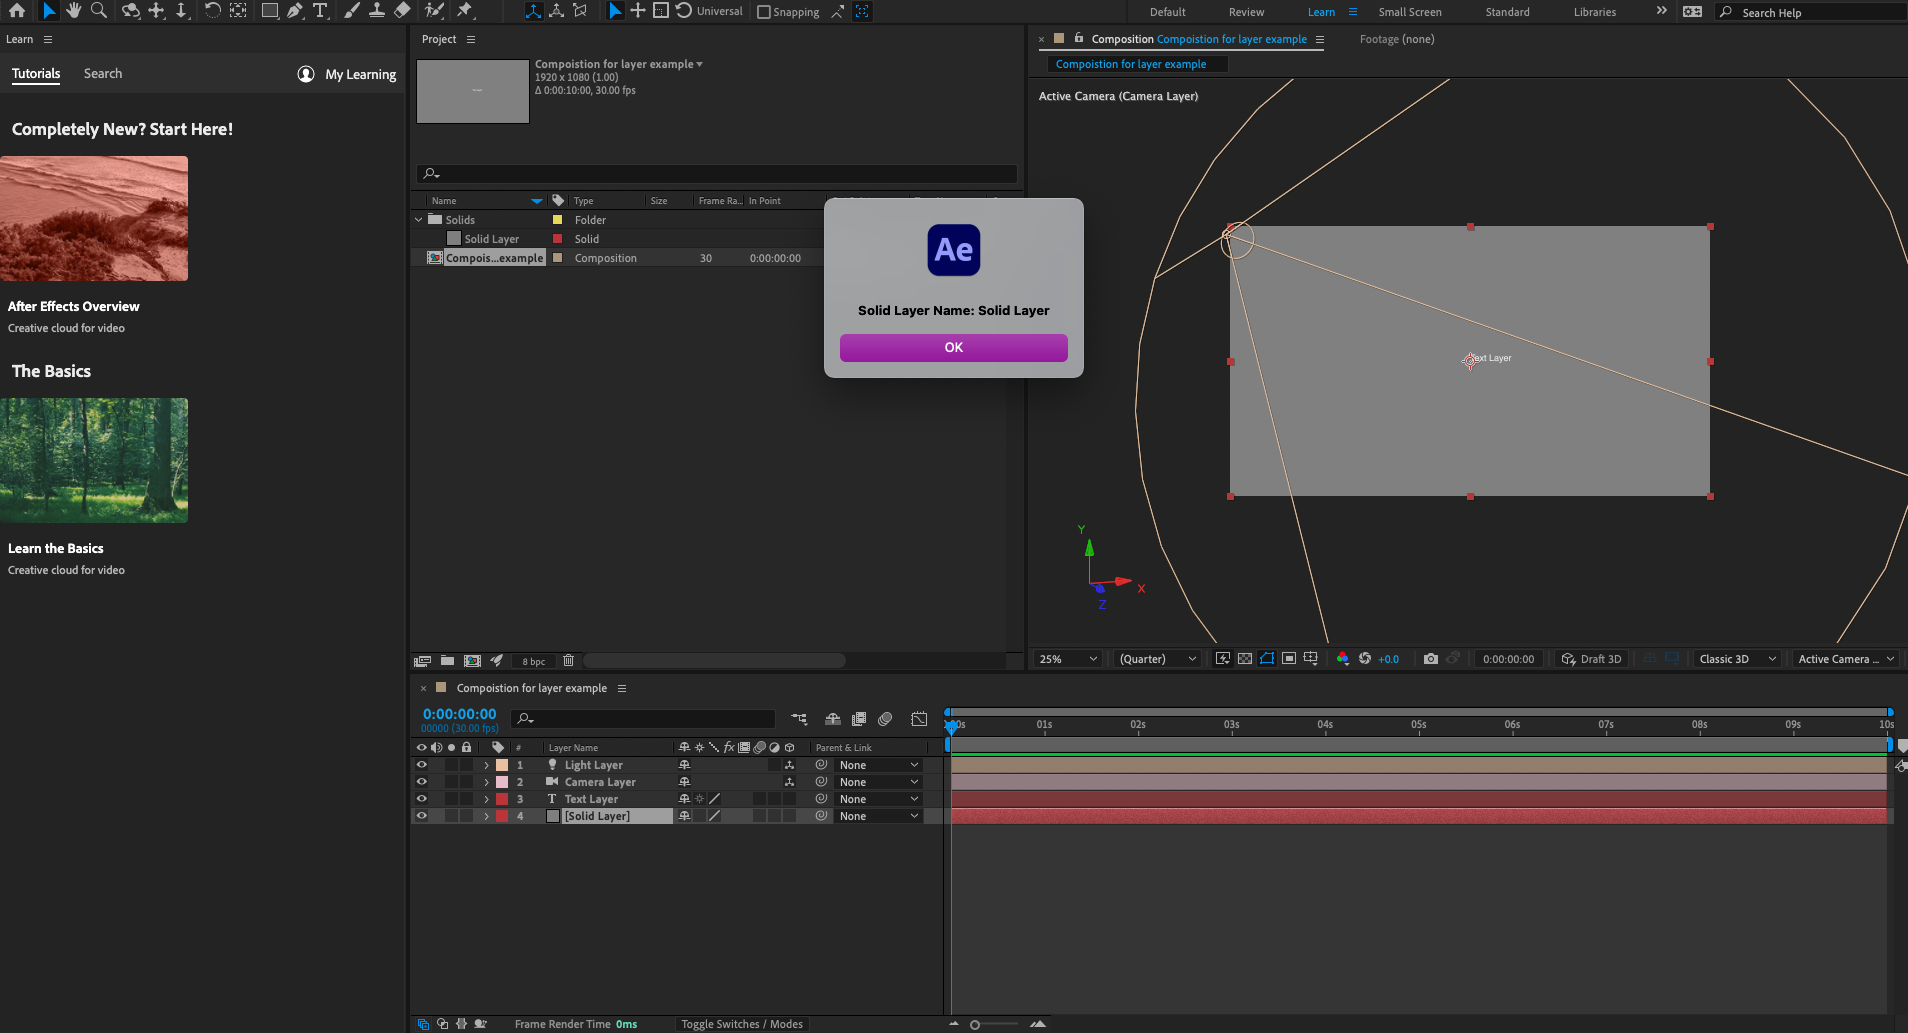 Universal
Snapping
Default
Review
Learn
Small Screen
Standard
Libraries
Search Help
Learn
Tutorials
Search
My Learning
Completely New? Start Here!
After Effects Overview
Creative cloud for video
The Basics
Learn the Basics
Creative cloud for video
Project
Compoistion for layer example
1920 x 1080 (1.00)
Δ 0:00:10:00, 30.00 fps
Name Type Size Frame Ra... In Point
Solids Folder
Solid Layer Solid
Compois...example Composition 30 0:00:00:00
8 bpc
Ae
Solid Layer Name: Solid Layer
OK
Composition Compoistion for layer example
Footage (none)
Compoistion for layer example
Active Camera (Camera Layer)
Text Layer
Y
X
Z
25%
(Quarter)
+0.0
0:00:00:00
Draft 3D
Classic 3D
Active Camera ...
Compoistion for layer example
0:00:00:00
00000 (30.00 fps)
# Layer Name fx Parent & Link
1 Light Layer None
2 Camera Layer None
3 T Text Layer None
4 [Solid Layer] None
01s 02s 03s 04s 05s 06s 07s 08s 09s 10s
Frame Render Time 0ms
Toggle Switches / Modes